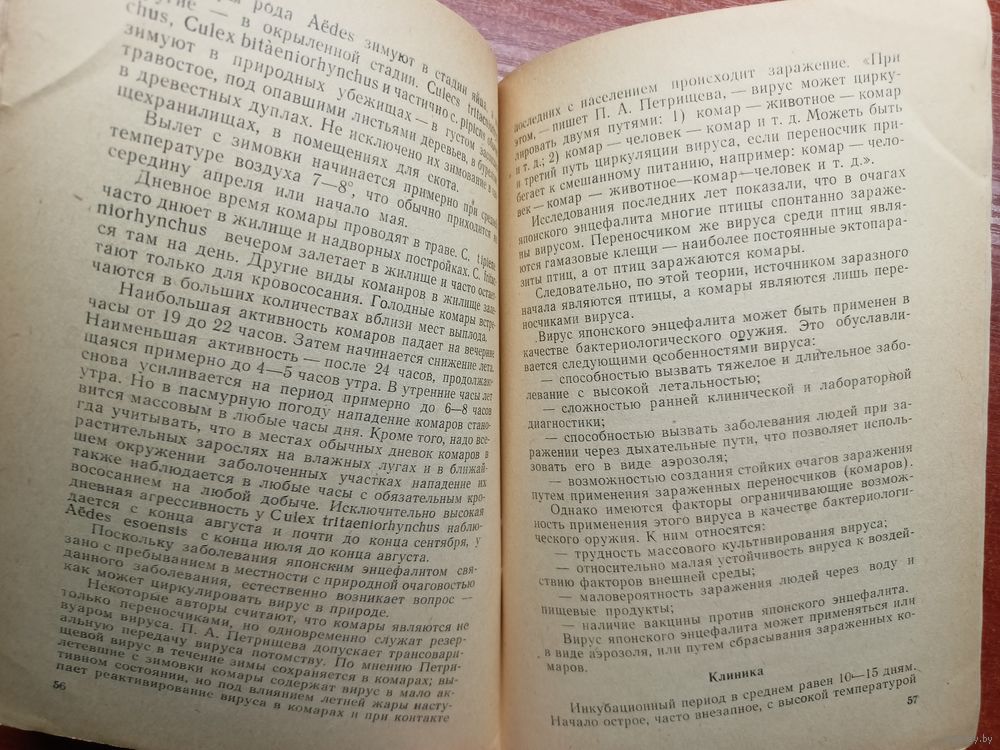 рода Aëdes зимуют в стадии яйца, а
другие — в окрыленной стадии. Culecs tritaenior-
chus, Culex bitaeniorhynchus и частично c. pipiens
зимуют в природных убежищах — в густом
травостое, под опавшими листьями деревьев, в
в древестных дуплах. Не исключено их зимование в
щехранилищах, в помещениях для скота.
Вылет с зимовки начинается примерно при средней
температуре воздуха 7—8°, что обычно приходится на
середину апреля или начало мая.
Дневное время комары проводят в траве. C. tipiens
часто днюет в жилище и надворных постройках. C. tritae-
niorhynchus вечером залетает в жилище и часто остает-
ся там на день. Другие виды команров в жилище зале-
тают только для кровососания. Голодные комары встре-
чаются в больших количествах вблизи мест выплода.
Наибольшая активность комаров падает на вечерние
часы от 19 до 22 часов. Затем начинается снижение лета.
Наименьшая активность — после 24 часов, продолжаю-
щаяся примерно до 4—5 часов утра. В утренние часы лет
снова усиливается на период примерно до 6—8 часов
утра. Но в пасмурную погоду нападение комаров стано-
вится массовым в любые часы дня. Кроме того, надо все-
гда учитывать, что в местах обычных дневок комаров в
растительных зарослях на влажных лугах и в ближай-
шем окружении заболоченных участках нападение их
также наблюдается в любые часы с обязательным кро-
вососанием на любой добыче. Исключительно высокая
дневная агрессивность у Culex tritaeniorhynchus наблю-
дается с конца августа и почти до конца сентября, у
Aëdes esoensis с конца июля до конца августа.
Поскольку заболевания японским энцефалитом свя-
зано с пребыванием в местности с природной очаговостью
данного заболевания, естественно возникает вопрос —
как может циркулировать вирус в природе.
Некоторые авторы считают, что комары являются не
только переносчиками, но одновременно служат резер-
вуаром вируса. П. А. Петрищева допускает трансовари-
альную передачу вируса потомству. По мнению Петри-
щевой вирус в течение зимы сохраняется в комарах; вы-
летевшие с зимовки комары содержат вирус в мало ак-
тивном состоянии, но под влиянием летней жары насту-
пает реактивирование вируса в комарах и при контакте
56
последних с населением происходит заражение. «При
этом, — пишет П. А. Петрищева, — вирус может цирку-
лировать двумя путями: 1) комар — животное — комар
и т. д.; 2) комар — человек — комар и т. д. Можеть быть
и третий путь циркуляции вируса, если переносчик при-
бегает к смешанному питанию, например: комар — чело-
век — комар — животное—комар—человек и т. д.».
Исследования последних лет показали, что в очагах
японского энцефалита многие птицы спонтанно зараже-
ны вирусом. Переносчиком же вируса среди птиц явля-
ются гамазовые клещи — наиболее постоянные эктопара-
зиты птиц, а от птиц заражаются комары.
Следовательно, по этой теории, источником заразного
начала являются птицы, а комары являются лишь пере-
носчиками вируса.
Вирус японского энцефалита может быть применен в
качестве бактериологического оружия. Это обуславли-
вается следующими особенностями вируса:
— способностью вызвать тяжелое и длительное забо-
левание с высокой летальностью;
— сложностью ранней клинической и лабораторной
диагностики;
— способностью вызвать заболевания людей при за-
ражении через дыхательные пути, что позволяет исполь-
зовать его в виде аэрозоля;
— возможностью создания стойких очагов заражения
путем применения зараженных переносчиков (комаров).
Однако имеются факторы ограничивающие возмож-
ность применения этого вируса в качестве бактериологи-
ческого оружия. К ним относятся:
— трудность массового культивирования вируса;
— относительно малая устойчивость вируса к воздей-
ствию факторов внешней среды;
— маловероятность заражения людей через воду и
пищевые продукты;
— наличие вакцины против японского энцефалита.
Вирус японского энцефалита может применяться или
в виде аэрозоля, или путем сбрасывания зараженных ко-
маров.
Клиника
Инкубационный период в среднем равен 10—15 дням.
Начало острое, часто внезапное, с высокой температурой
57